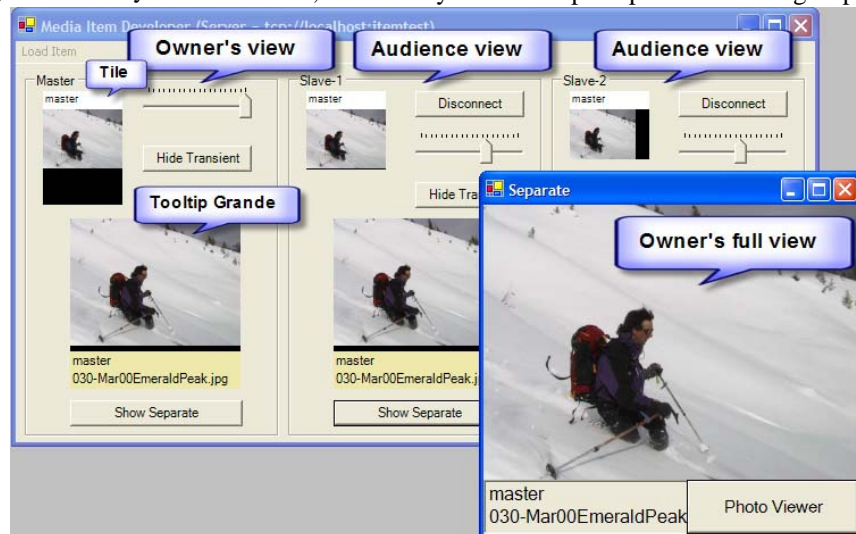 Media Item Developer (Server - tcp://localhost:itemtest)
Load Item
Owner's view
Audience view
Audience view
Master
Tile
Slave-1
Slave-2
master
master
Disconnect
master
Disconnect
Hide Transient
Hide Tra
Separate
Tooltip Grande
Owner's full view
master
030-Mar00EmeraldPeak.jpg
master
030-Mar00EmeraldPeak.j
Show Separate
Show Separate
master
030-Mar00EmeraldPeak
Photo Viewer